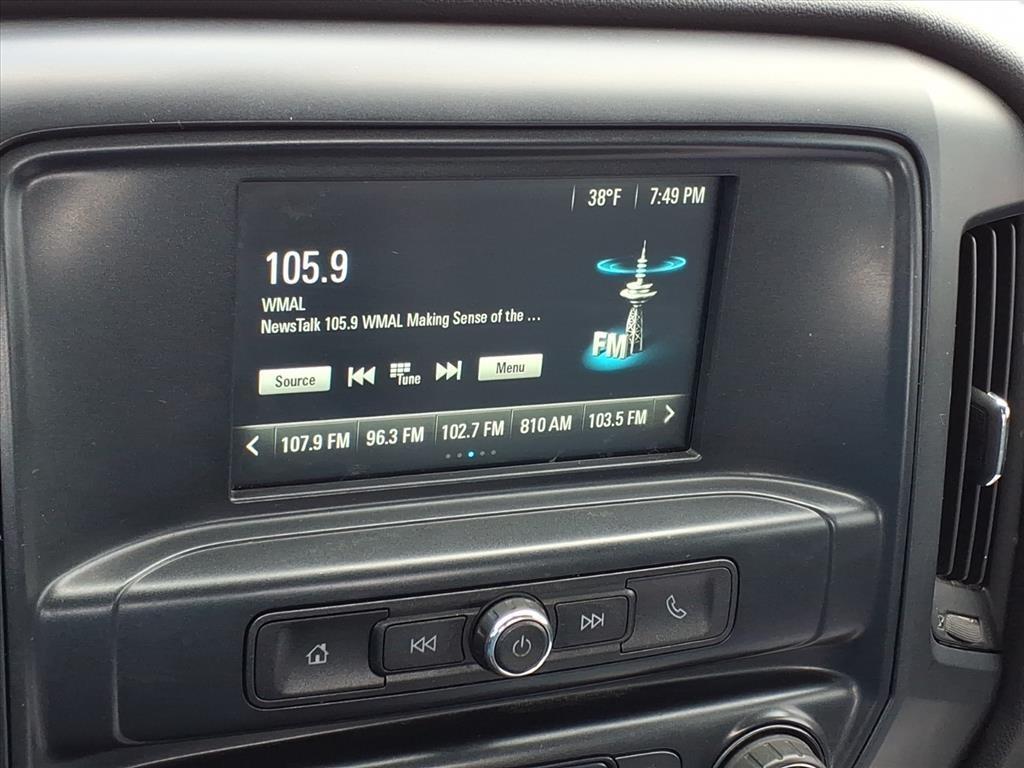 38°F 7:49 PM
105.9
WMAL
NewsTalk 105.9 WMAL Making Sense of the ...
FM
Source Tune Menu
107.9 FM 96.3 FM 102.7 FM 810 AM 103.5 FM